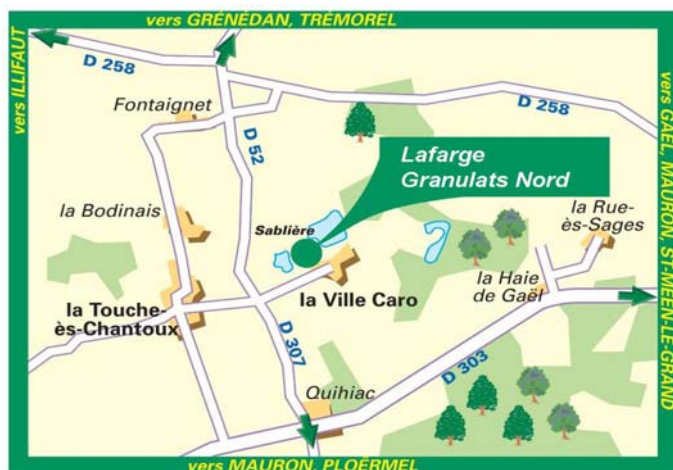 vers GRÉNÉDAN, TRÉMOREL
vers ILLIFAUT
D 258
Fontaignet
D 52
D 258
vers GAEL, MAURON, ST-MEEN-LE-GRAND
Lafarge
Granulats Nord
la Bodinais
Sablière
la Rue-
ès-Sages
la Haie
de Gaël
la Touche-
ès-Chantoux
la Ville Caro
D 307
D 303
Quihiac
vers MAURON, PLOËRMEL